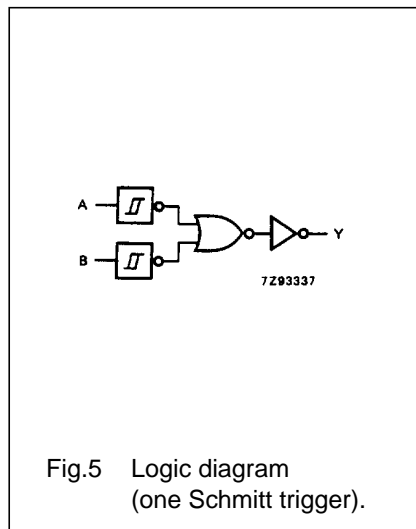 A
B
Y
7Z93337
Fig.5 Logic diagram
(one Schmitt trigger).